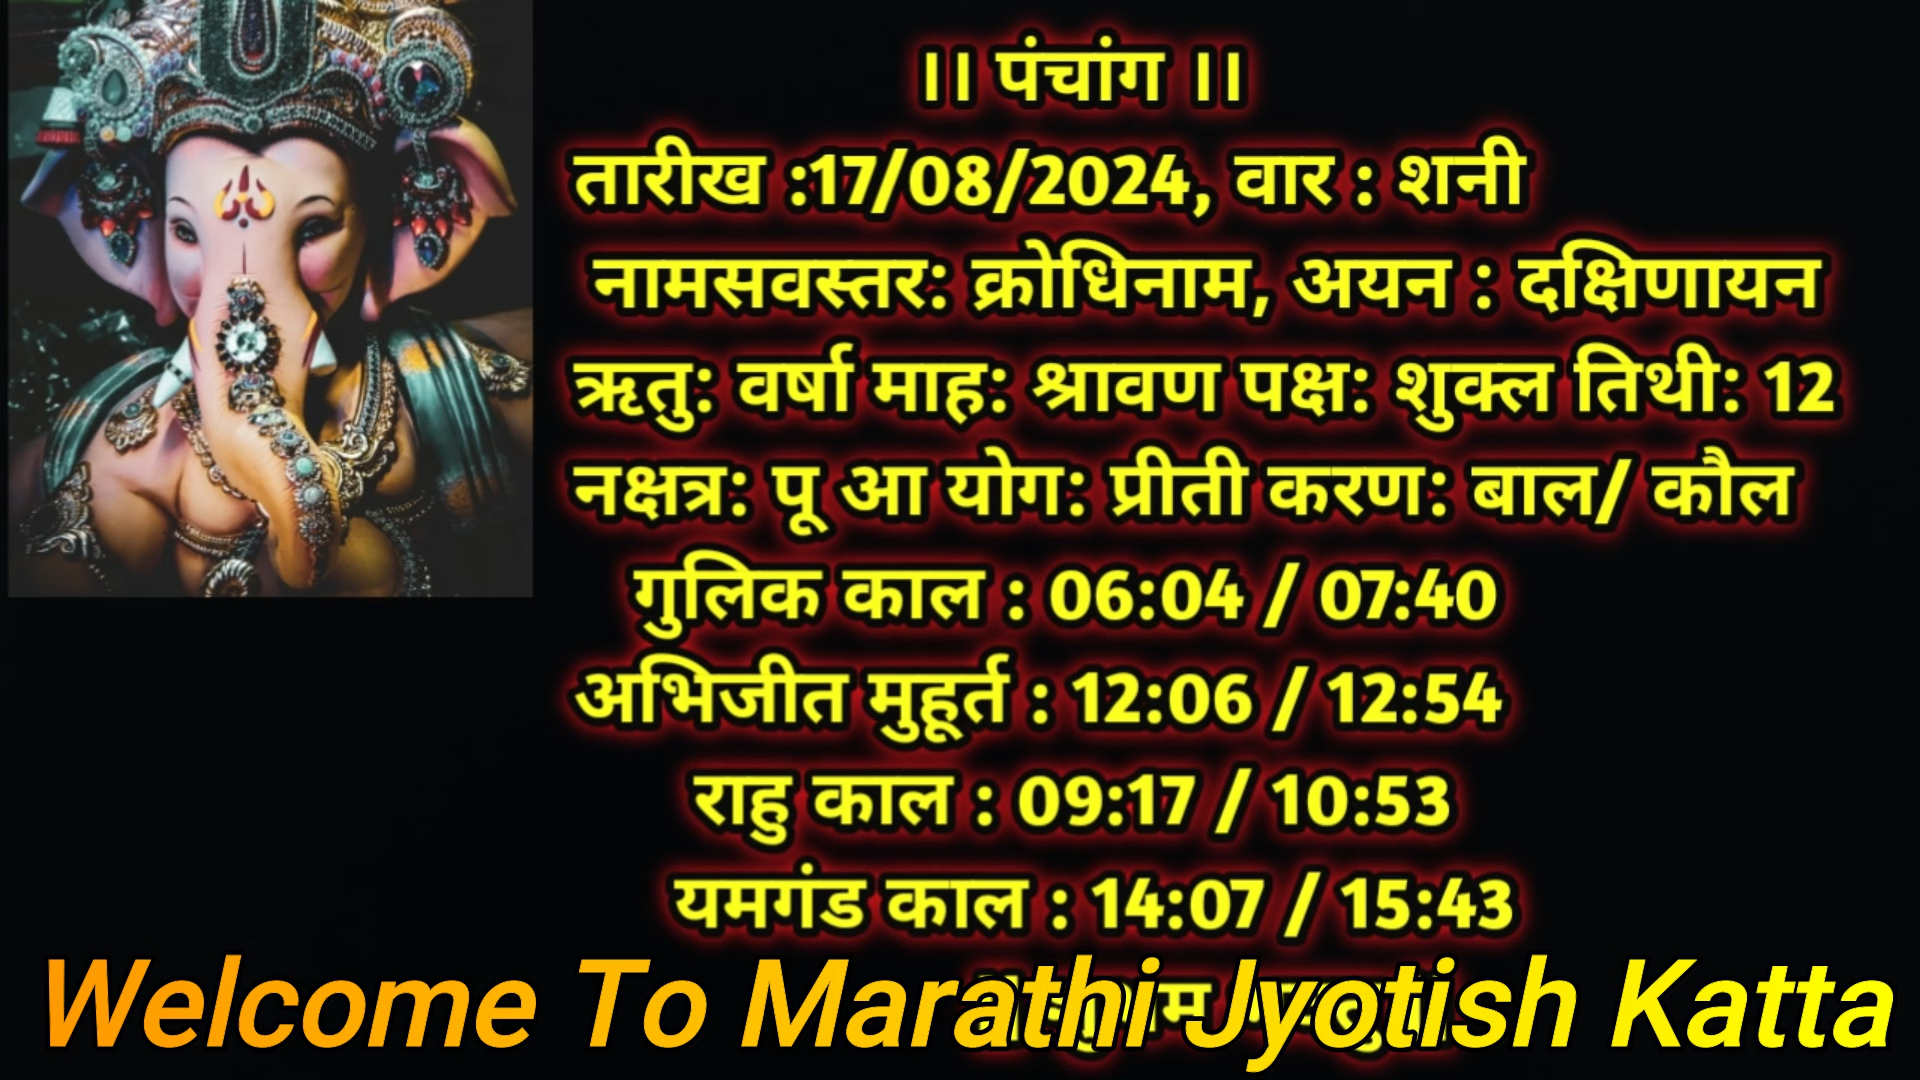 ।। पंचांग ।।
तारीख :17/08/2024, वार : शनी
नामसवस्तर: क्रोधिनाम, अयन : दक्षिणायन
ऋतु: वर्षा माह: श्रावण पक्ष: शुक्ल तिथी: 12
नक्षत्र: पू आ योग: प्रीती करण: बाल/ कौल
गुलिक काल : 06:04 / 07:40
अभिजीत मुहूर्त : 12:06 / 12:54
राहु काल : 09:17 / 10:53
यमगंड काल : 14:07 / 15:43
Welcome To Marathi Jyotish Katta